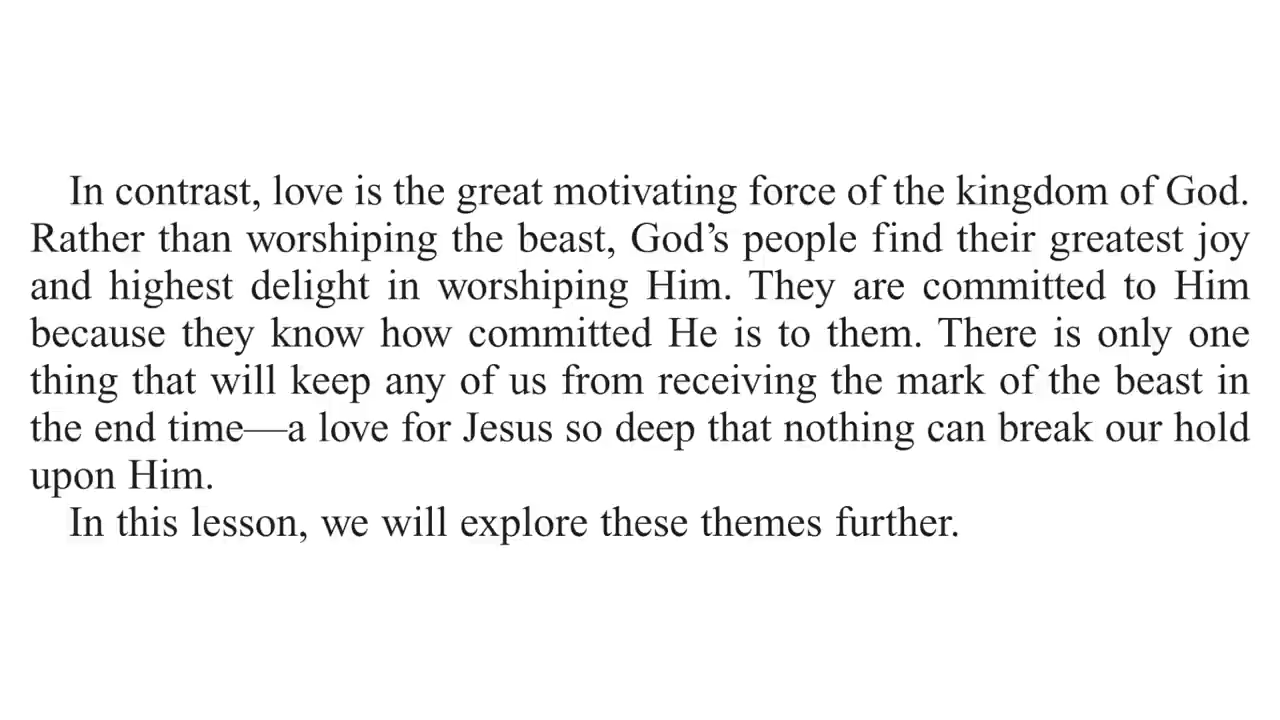 In contrast, love is the great motivating force of the kingdom of God.
Rather than worshiping the beast, God’s people find their greatest joy
and highest delight in worshiping Him. They are committed to Him
because they know how committed He is to them. There is only one
thing that will keep any of us from receiving the mark of the beast in
the end time—a love for Jesus so deep that nothing can break our hold
upon Him.
In this lesson, we will explore these themes further.